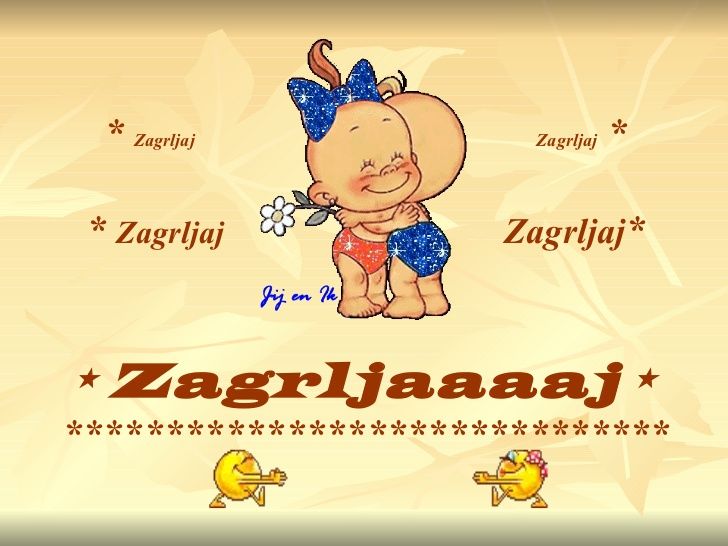 * Zagrljaj Zagrljaj *
* Zagrljaj Zagrljaj*
Jij en Ik
* Zagrljaaaaj *
******************************